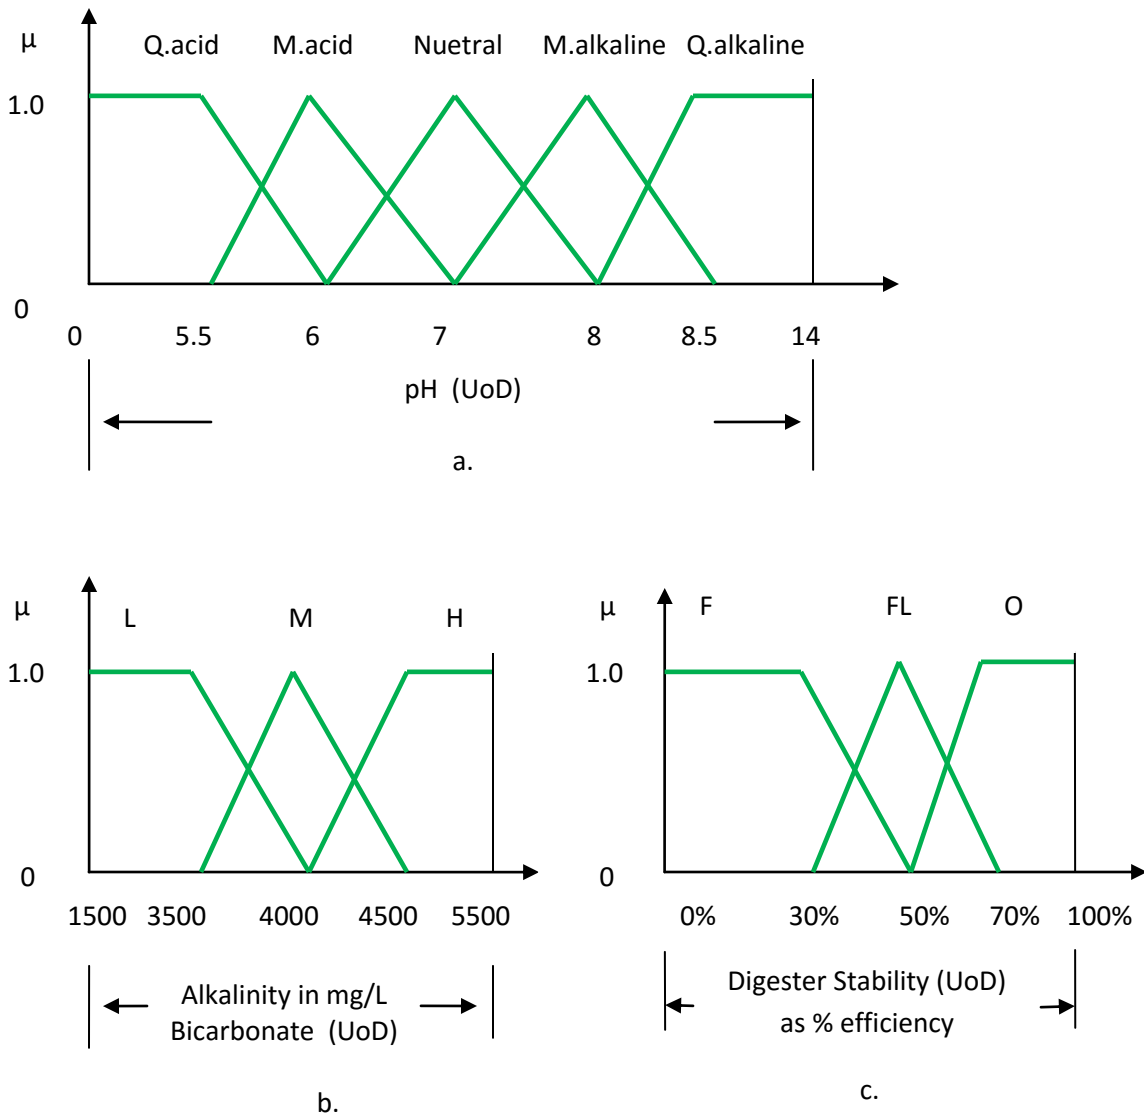 μ
Q.acid M.acid Nuetral M.alkaline Q.alkaline
1.0
0
0 5.5 6 7 8 8.5 14
pH (UoD)
a.
μ
L M H
1.0
0
1500 3500 4000 4500 5500
Alkalinity in mg/L
Bicarbonate (UoD)
b.
μ
F FL O
1.0
0
0% 30% 50% 70% 100%
Digester Stability (UoD)
as % efficiency
c.